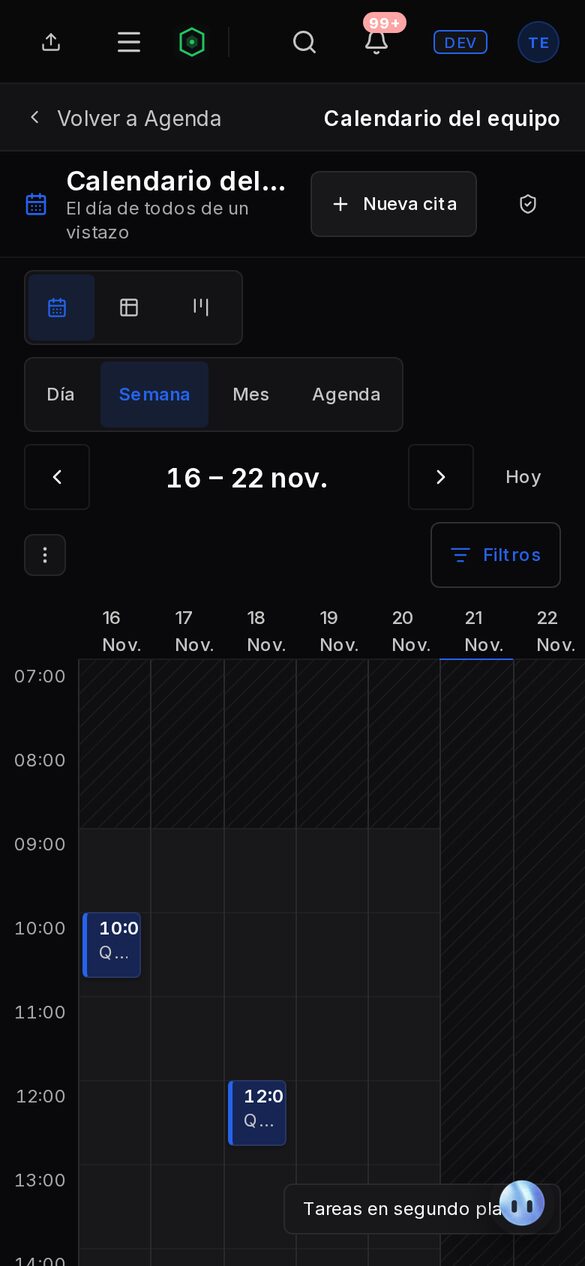 99+
DEV
TE
Volver a Agenda
Calendario del equipo
Calendario del...
El día de todos de un
vistazo
Nueva cita
Día
Semana
Mes
Agenda
16 – 22 nov.
Hoy
Filtros
16 Nov.
17 Nov.
18 Nov.
19 Nov.
20 Nov.
21 Nov.
22 Nov.
07:00
08:00
09:00
10:00
10:0
Q...
11:00
12:00
12:0
Q...
13:00
Tareas en segundo pla
14:00